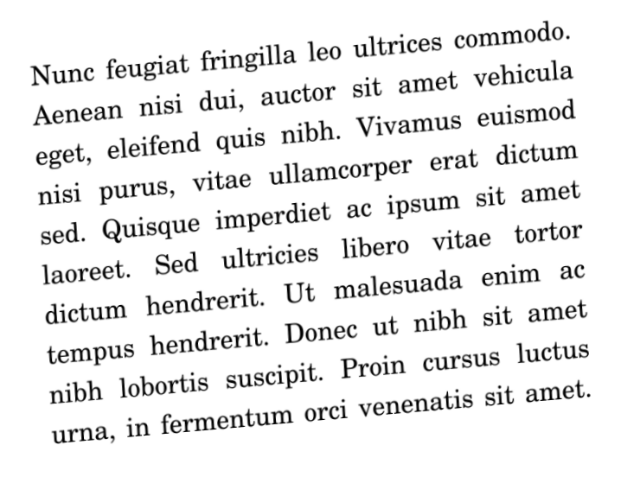 Nunc feugiat fringilla leo ultrices commodo.
Aenean nisi dui, auctor sit amet vehicula
eget, eleifend quis nibh. Vivamus euismod
nisi purus, vitae ullamcorper erat dictum
sed. Quisque imperdiet ac ipsum sit amet
laoreet. Sed ultricies libero vitae tortor
dictum hendrerit. Ut malesuada enim ac
tempus hendrerit. Donec ut nibh sit amet
nibh lobortis suscipit. Proin cursus luctus
urna, in fermentum orci venenatis sit amet.